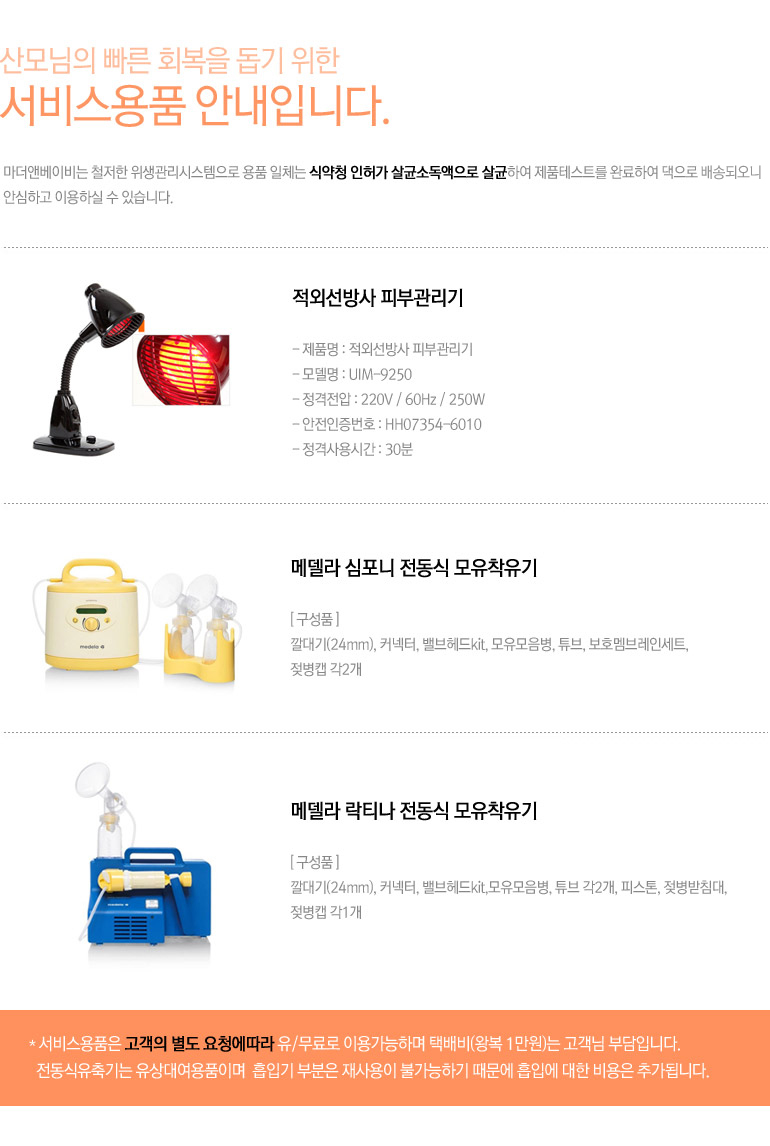 산모님의 빠른 회복을 돕기 위한
서비스용품 안내입니다.
마더앤베이비는 철저한 위생관리시스템으로 용품 일체는 식약청 인허가 살균소독액으로 살균하여 제품테스트를 완료하여 댁으로 배송되오니
안심하고 이용하실 수 있습니다.
적외선방사 피부관리기
- 제품명 : 적외선방사 피부관리기
- 모델명 : UIM-9250
- 정격전압 : 220V / 60Hz / 250W
- 안전인증번호 : HH07354-6010
- 정격사용시간 : 30분
메델라 심포니 전동식 모유착유기
[ 구성품 ]
깔대기(24mm), 커넥터, 밸브헤드kit, 모유모음병, 튜브, 보호멤브레인세트,
젖병캡 각2개
medela
메델라 락티나 전동식 모유착유기
[ 구성품 ]
깔대기(24mm), 커넥터, 밸브헤드kit,모유모음병, 튜브 각2개, 피스톤, 젖병받침대,
젖병캡 각1개
medela
* 서비스용품은 고객의 별도 요청에따라 유/무료로 이용가능하며 택배비(왕복 1만원)는 고객님 부담입니다.
전동식유축기는 유상대여용품이며 흡입기 부분은 재사용이 불가능하기 때문에 흡입에 대한 비용은 추가됩니다.